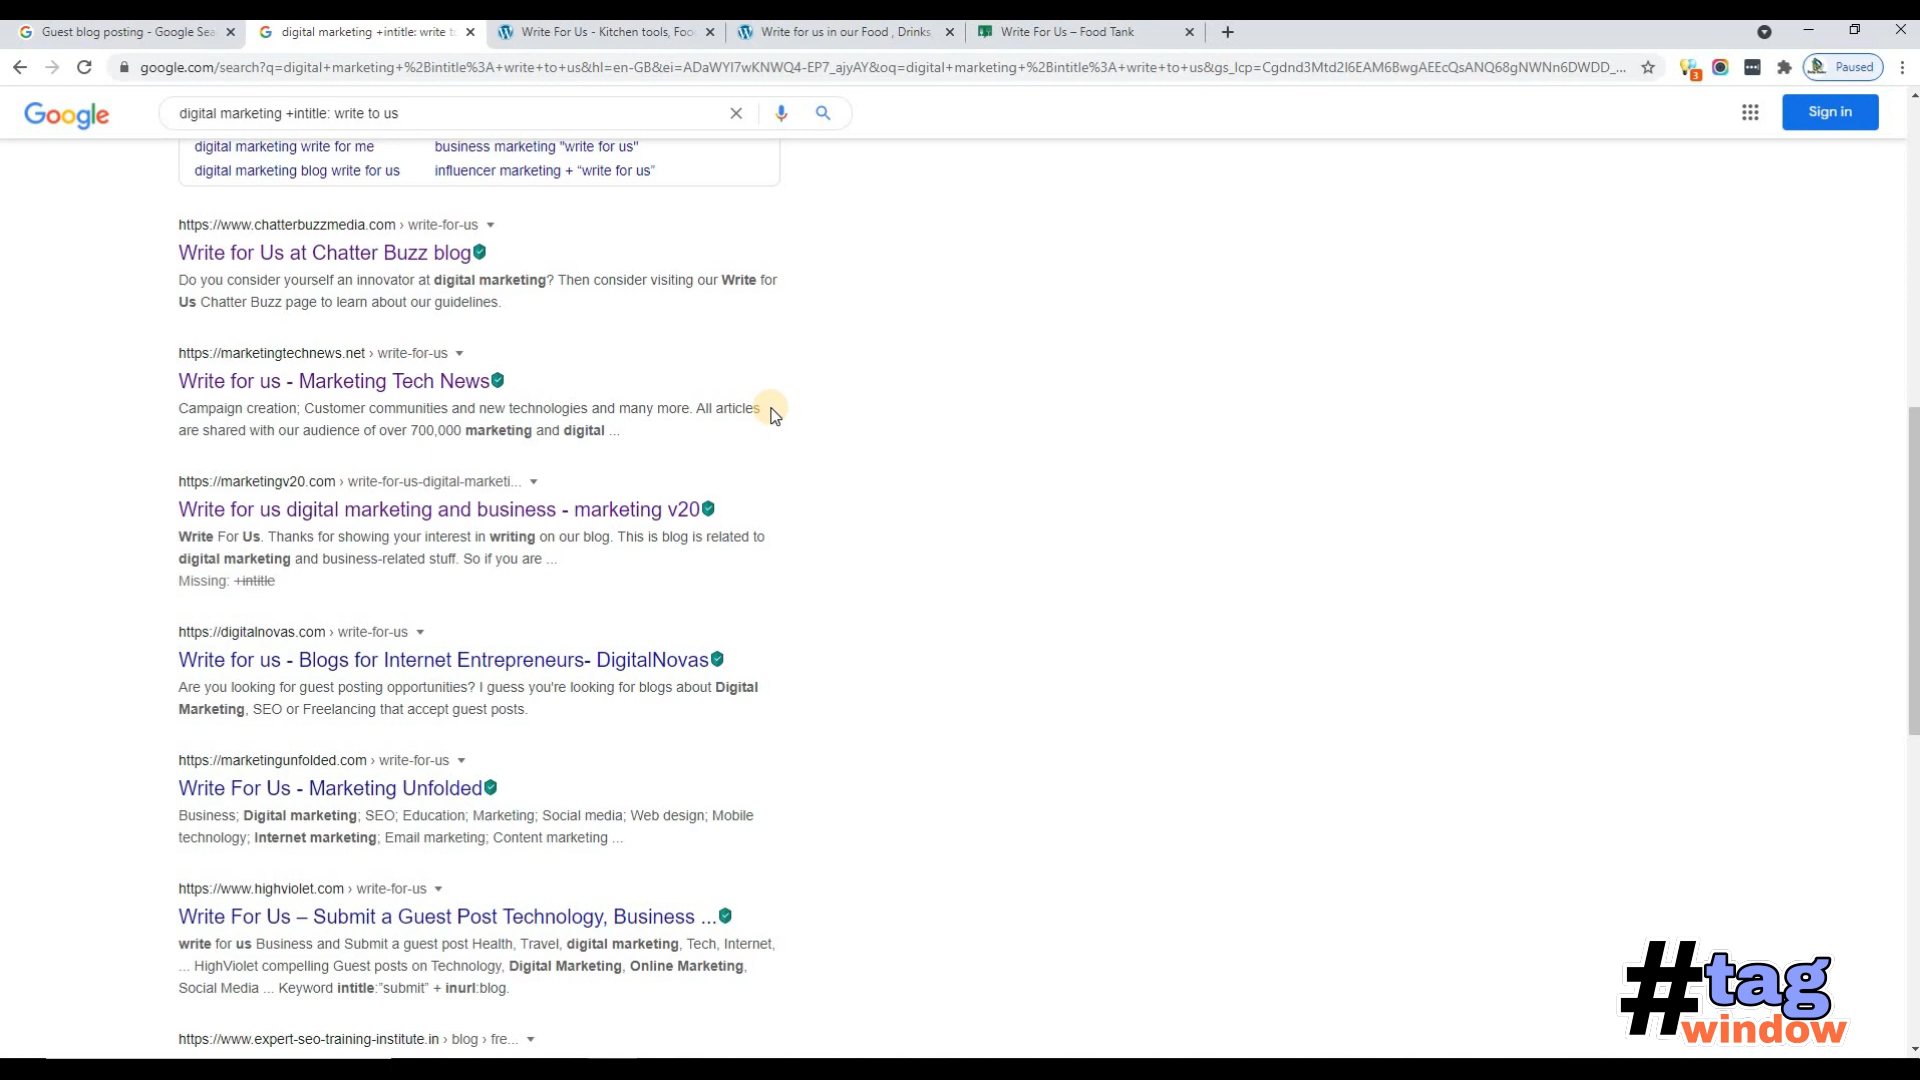 Guest blog posting - Google Sea
digital marketing +intitle: write to
Write For Us - Kitchen tools, Foo
Write for us in our Food , Drinks
Write For Us – Food Tank
google.com/search?q=digital+marketing+%2Bintitle%3A+write+to+us&hl=en-GB&ei=ADaWYI7wKNWQ4-EP7_ajyAY&oq=digital+marketing+%2Bintitle%3A+write+to+us&gs_lcp=Cgdnd3Mtd2l6EAM6BwgAEEcQsANQ68gNWNn6DWDD_...
3
Paused
Google
digital marketing +intitle: write to us
Sign in
digital marketing write for me
business marketing "write for us"
digital marketing blog write for us
influencer marketing + “write for us”
https://www.chatterbuzzmedia.com › write-for-us
Write for Us at Chatter Buzz blog
Do you consider yourself an innovator at digital marketing? Then consider visiting our Write for
Us Chatter Buzz page to learn about our guidelines.
https://marketingtechnews.net › write-for-us
Write for us - Marketing Tech News
Campaign creation; Customer communities and new technologies and many more. All articles
are shared with our audience of over 700,000 marketing and digital ...
https://marketingv20.com › write-for-us-digital-marketi...
Write for us digital marketing and business - marketing v20
Write For Us. Thanks for showing your interest in writing on our blog. This is blog is related to
digital marketing and business-related stuff. So if you are ...
Missing: +intitle
https://digitalnovas.com › write-for-us
Write for us - Blogs for Internet Entrepreneurs- DigitalNovas
Are you looking for guest posting opportunities? I guess you're looking for blogs about Digital
Marketing, SEO or Freelancing that accept guest posts.
https://marketingunfolded.com › write-for-us
Write For Us - Marketing Unfolded
Business; Digital marketing; SEO; Education; Marketing; Social media; Web design; Mobile
technology; Internet marketing; Email marketing; Content marketing ...
https://www.highviolet.com › write-for-us
Write For Us – Submit a Guest Post Technology, Business ...
write for us Business and Submit a guest post Health, Travel, digital marketing, Tech, Internet,
... HighViolet compelling Guest posts on Technology, Digital Marketing, Online Marketing,
Social Media ... Keyword intitle:”submit” + inurl:blog.
https://www.expert-seo-training-institute.in › blog › fre...
#tag
window